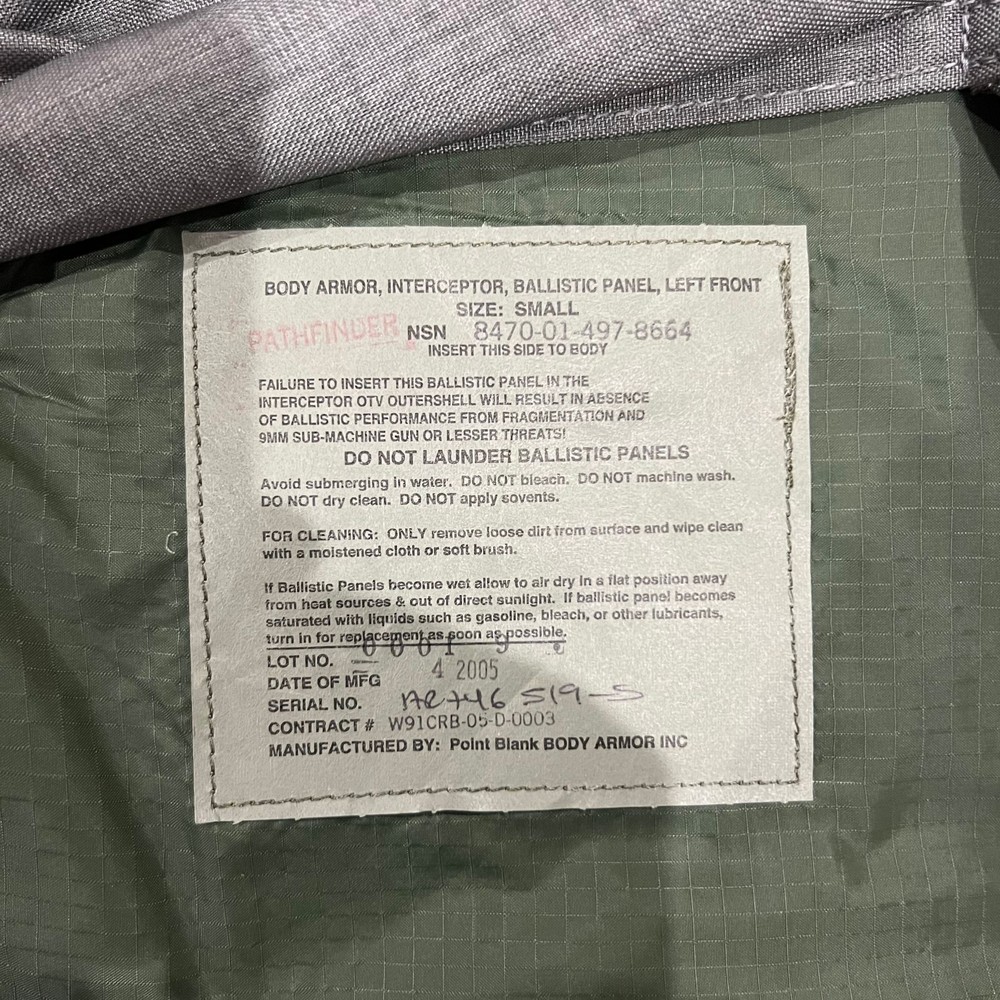 BODY ARMOR, INTERCEPTOR, BALLISTIC PANEL, LEFT FRONT
SIZE: SMALL
PATHFINDER NSN 8470-01-497-8664
INSERT THIS SIDE TO BODY
FAILURE TO INSERT THIS BALLISTIC PANEL IN THE
INTERCEPTOR OTV OUTERSHELL WILL RESULT IN ABSENCE
OF BALLISTIC PERFORMANCE FROM FRAGMENTATION AND
9MM SUB-MACHINE GUN OR LESSER THREATS!
DO NOT LAUNDER BALLISTIC PANELS
Avoid submerging in water. DO NOT bleach. DO NOT machine wash.
DO NOT dry clean. DO NOT apply sovents.
FOR CLEANING: ONLY remove loose dirt from surface and wipe clean
with a moistened cloth or soft brush.
If Ballistic Panels become wet allow to air dry in a flat position away
from heat sources & out of direct sunlight. If ballistic panel becomes
saturated with liquids such as gasoline, bleach, or other lubricants,
turn in for replacement as soon as possible.
LOT NO.
DATE OF MFG 4 2005
SERIAL NO.
CONTRACT # W91CRB-05-D-0003
MANUFACTURED BY: Point Blank BODY ARMOR INC